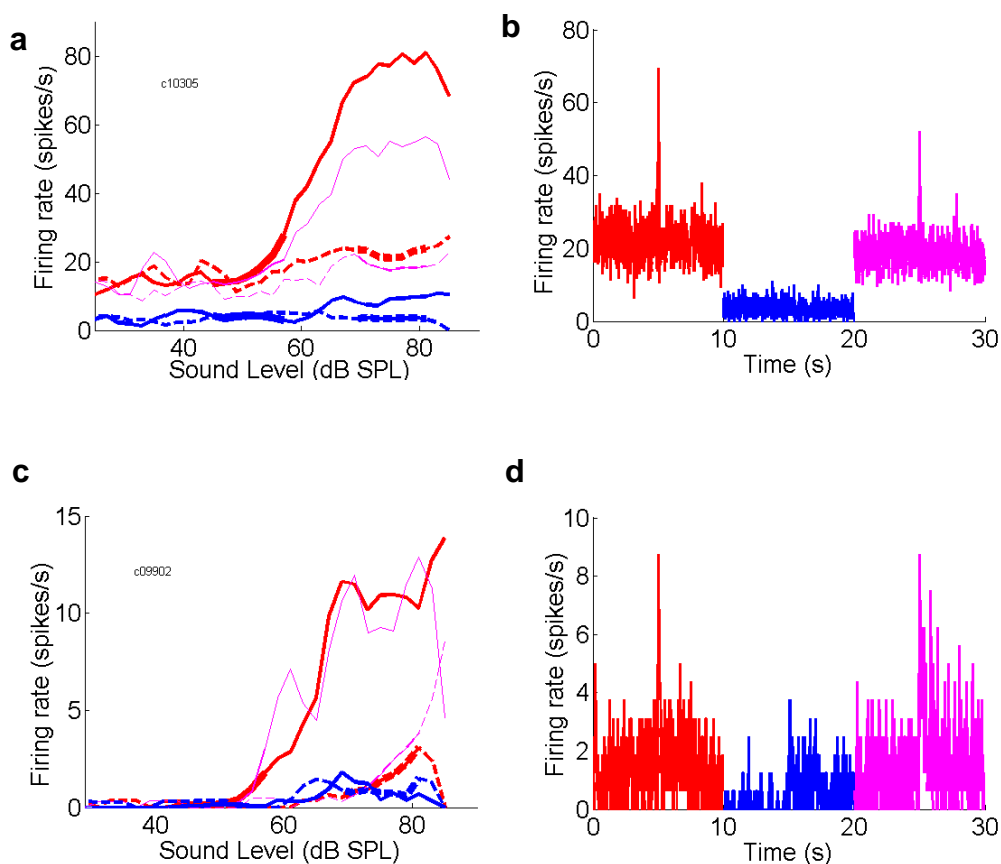 a
Firing rate (spikes/s)
80
60
40
20
0
c10305
40 60 80
Sound Level (dB SPL)
b
Firing rate (spikes/s)
80
60
40
20
0
0 10 20 30
Time (s)
c
Firing rate (spikes/s)
15
10
5
0
c09902
40 60 80
Sound Level (dB SPL)
d
Firing rate (spikes/s)
10
8
6
4
2
0
0 10 20 30
Time (s)